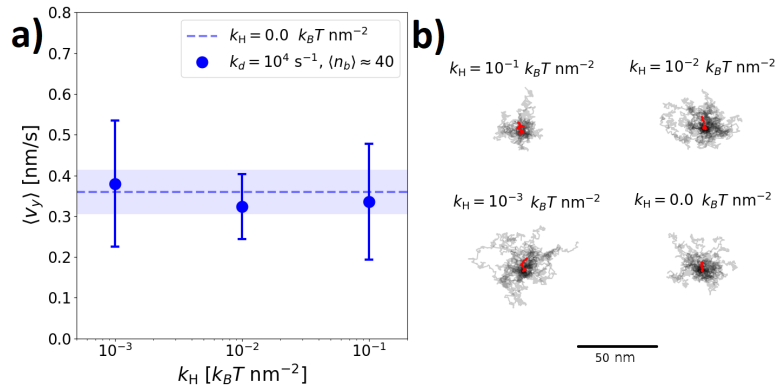 a)
0.8
0.7
0.6
0.5
0.4
0.3
0.2
0.1
0.0
⟨v_y⟩ [nm/s]
k_H = 0.0 k_BT nm⁻²
k_d = 10⁴ s⁻¹, ⟨n_b⟩ ≈ 40
10⁻³ 10⁻² 10⁻¹
k_H [k_BT nm⁻²]
b)
k_H = 10⁻¹ k_BT nm⁻²
k_H = 10⁻² k_BT nm⁻²
k_H = 10⁻³ k_BT nm⁻²
k_H = 0.0 k_BT nm⁻²
50 nm